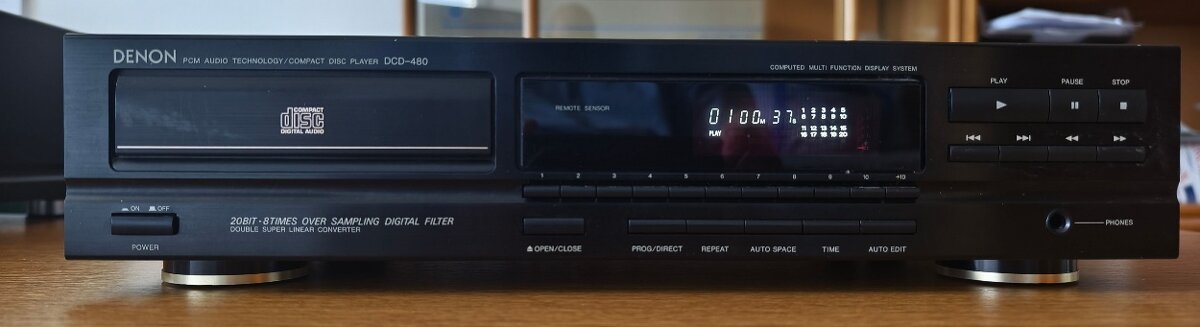 DENON PCM AUDIO TECHNOLOGY/COMPACT DISC PLAYER DCD-480
COMPUTED MULTI FUNCTION DISPLAY SYSTEM
COMPACT
disc
DIGITAL AUDIO
REMOTE SENSOR
0100M 37S
PLAY
1 2 3 4 5
6 7 8 9 10
11 12 13 14 15
16 17 18 19 20
PLAY PAUSE STOP
1 2 3 4 5 6 7 8 9 10 +10
ON OFF
POWER
20BIT·8TIMES OVER SAMPLING DIGITAL FILTER
DOUBLE SUPER LINEAR CONVERTER
OPEN/CLOSE PROG/DIRECT REPEAT AUTO SPACE TIME AUTO EDIT
PHONES